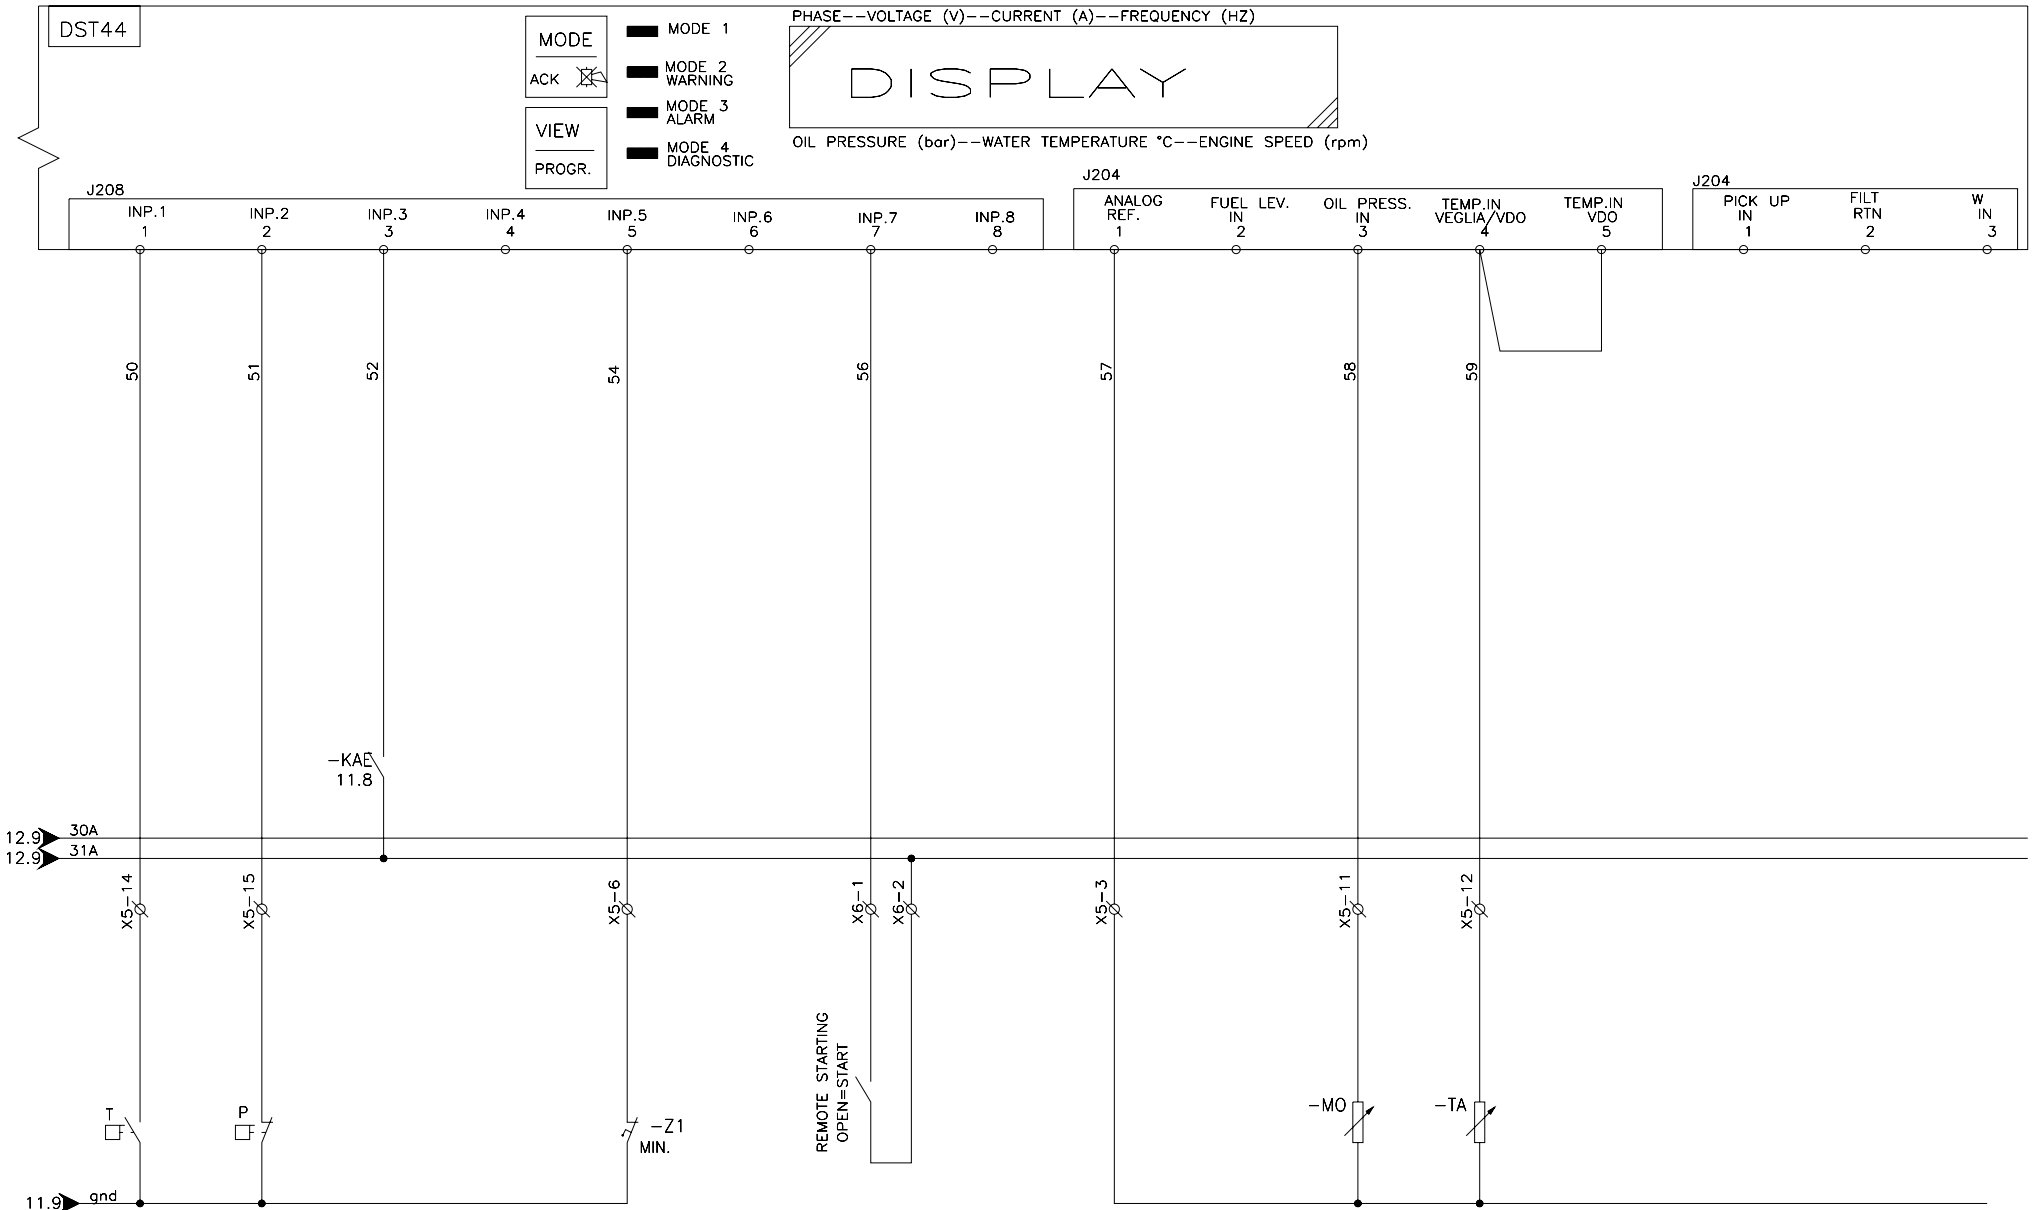 DST44
MODE
ACK
VIEW
PROGR.
MODE 1
MODE 2
WARNING
MODE 3
ALARM
MODE 4
DIAGNOSTIC
PHASE--VOLTAGE (V)--CURRENT (A)--FREQUENCY (HZ)
DISPLAY
OIL PRESSURE (bar)--WATER TEMPERATURE °C--ENGINE SPEED (rpm)
J208
INP.1
1
INP.2
2
INP.3
3
INP.4
4
INP.5
5
INP.6
6
INP.7
7
INP.8
8
J204
ANALOG
REF.
1
FUEL LEV.
IN
2
OIL PRESS.
IN
3
TEMP.IN
VEGLIA/VDO
4
TEMP.IN
VDO
5
J204
PICK UP
IN
1
FILT
RTN
2
W
IN
3
50
51
52
54
56
57
58
59
-KAE
11.8
12.9
30A
12.9
31A
X5-14
X5-15
X5-6
X6-1
X6-2
X5-3
X5-11
X5-12
T
P
-Z1
MIN.
REMOTE STARTING
OPEN=START
-MO
-TA
11.9
gnd